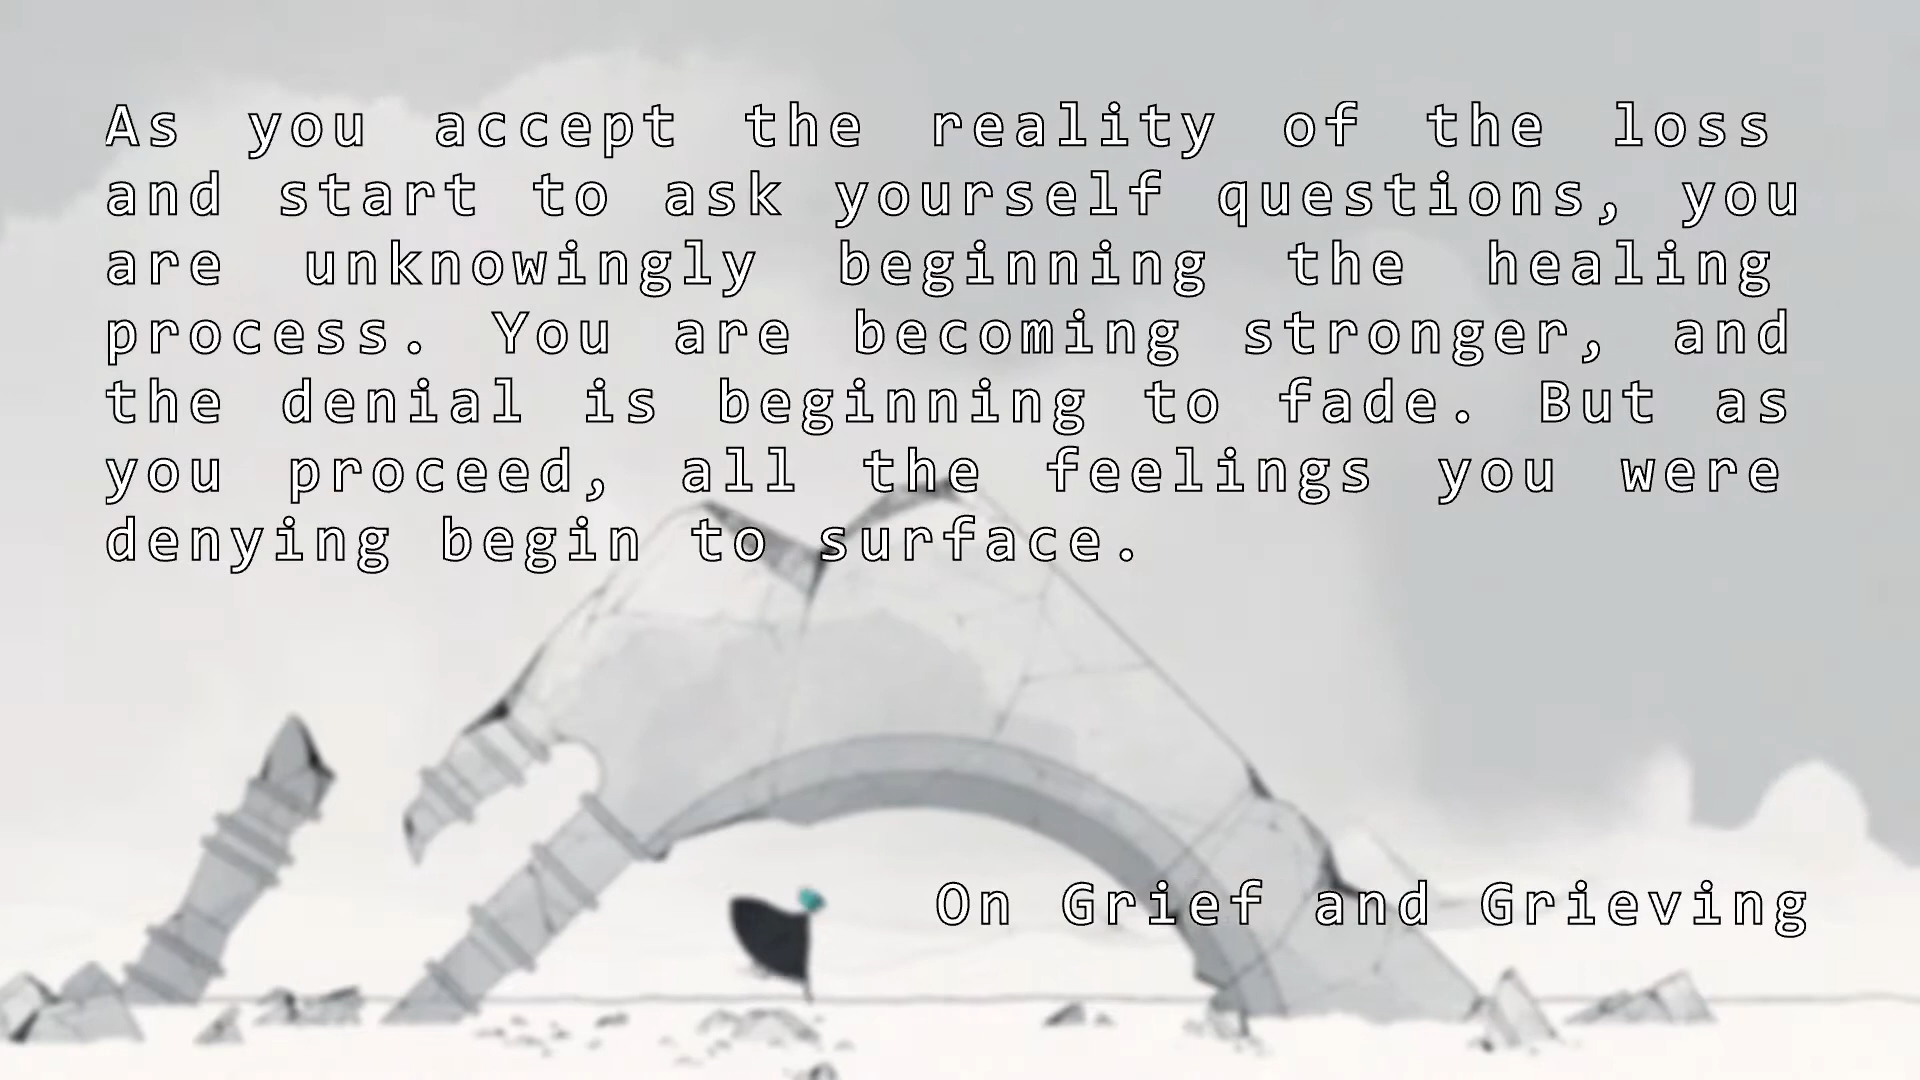 As you accept the reality of the loss
and start to ask yourself questions, you
are unknowingly beginning the healing
process. You are becoming stronger, and
the denial is beginning to fade. But as
you proceed, all the feelings you were
denying begin to surface.
On Grief and Grieving